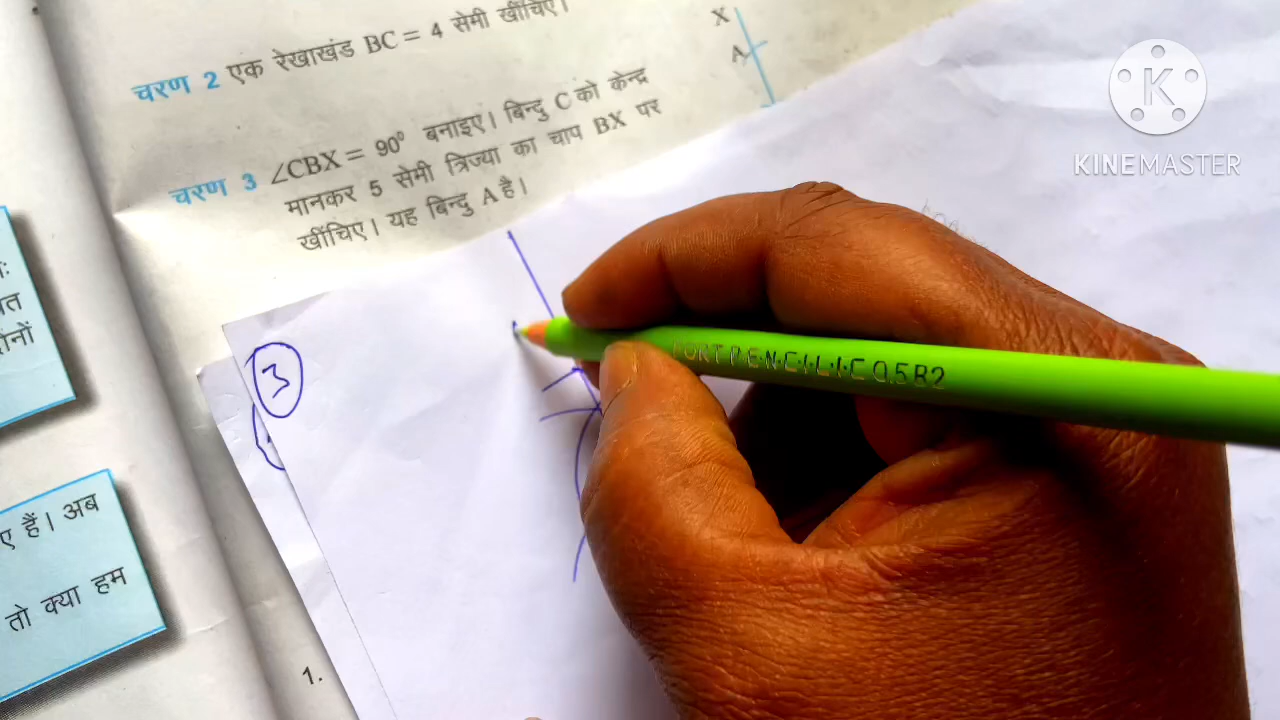 चरण 2 एक रेखाखंड BC = 4 सेमी खींचिए।
X
A
चरण 3 ∠CBX = 90⁰ बनाइए। बिन्दु C को केन्द्र
मानकर 5 सेमी त्रिज्या का चाप BX पर
खींचिए। यह बिन्दु A है।
3
ए हैं। अब
तो क्या हम
1.
K
KINEMASTER